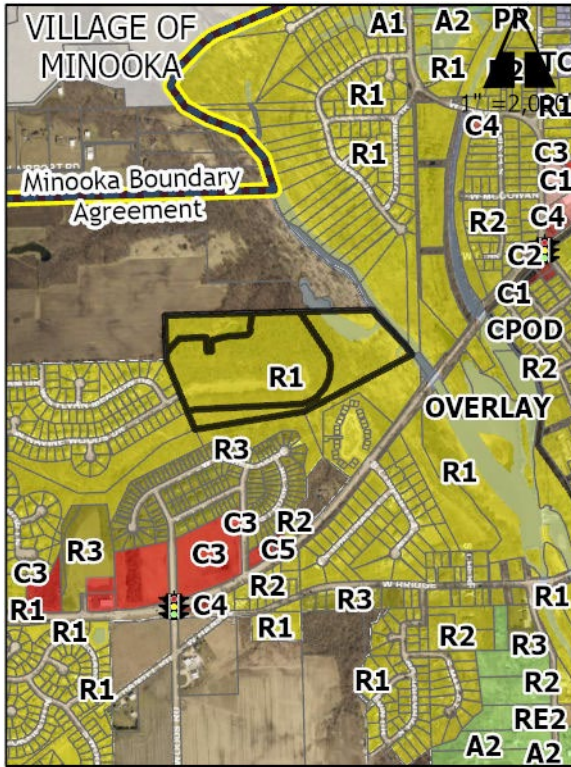 VILLAGE OF
MINOOKA
A1
A2
PR
R1
R1
R1
C4
C3
C1
Minooka Boundary
Agreement
R2
C4
C2
C1
CPOD
R2
R1
OVERLAY
R3
R1
C3
R2
R3
C3
C5
C3
R2
R1
C4
R3
R1
R1
R1
R2
R3
R1
R1
R2
RE2
A2
A2